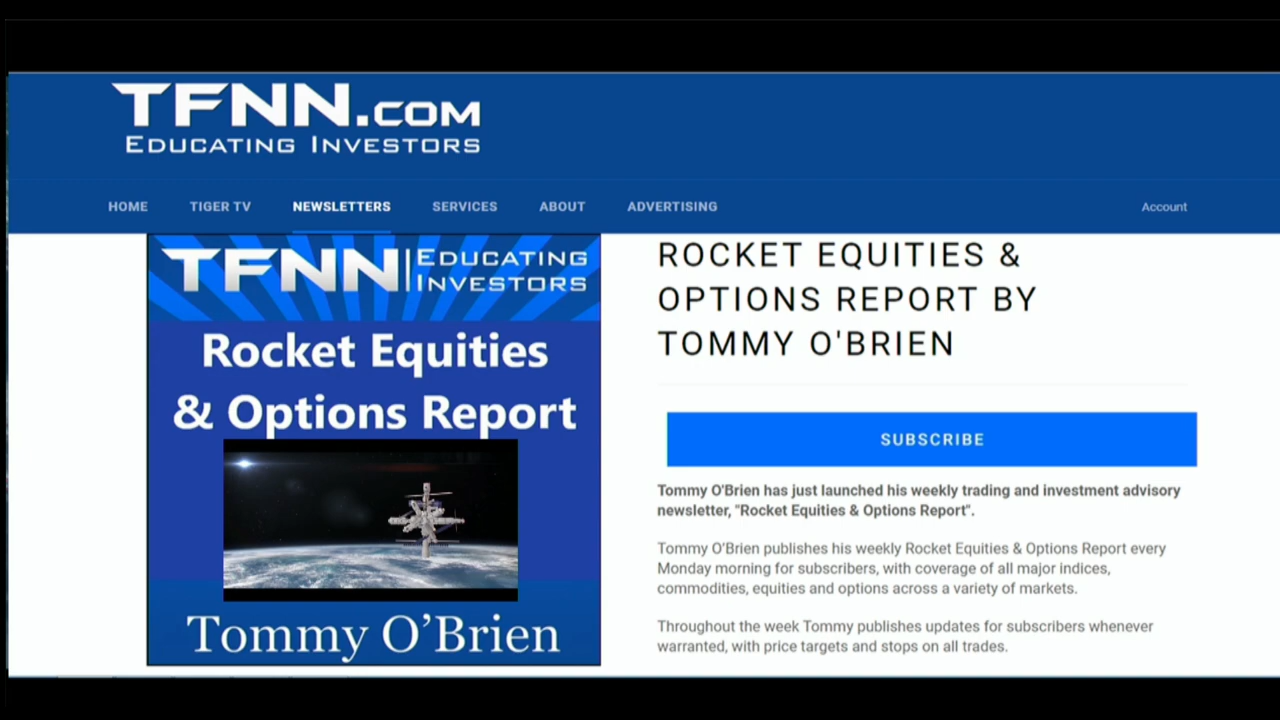 TFNN.COM
EDUCATING INVESTORS
HOME TIGER TV NEWSLETTERS SERVICES ABOUT ADVERTISING Account
TFNN EDUCATING
INVESTORS
Rocket Equities
& Options Report
Tommy O’Brien
ROCKET EQUITIES &
OPTIONS REPORT BY
TOMMY O'BRIEN
SUBSCRIBE
Tommy O'Brien has just launched his weekly trading and investment advisory
newsletter, "Rocket Equities & Options Report".
Tommy O’Brien publishes his weekly Rocket Equities & Options Report every
Monday morning for subscribers, with coverage of all major indices,
commodities, equities and options across a variety of markets.
Throughout the week Tommy publishes updates for subscribers whenever
warranted, with price targets and stops on all trades.